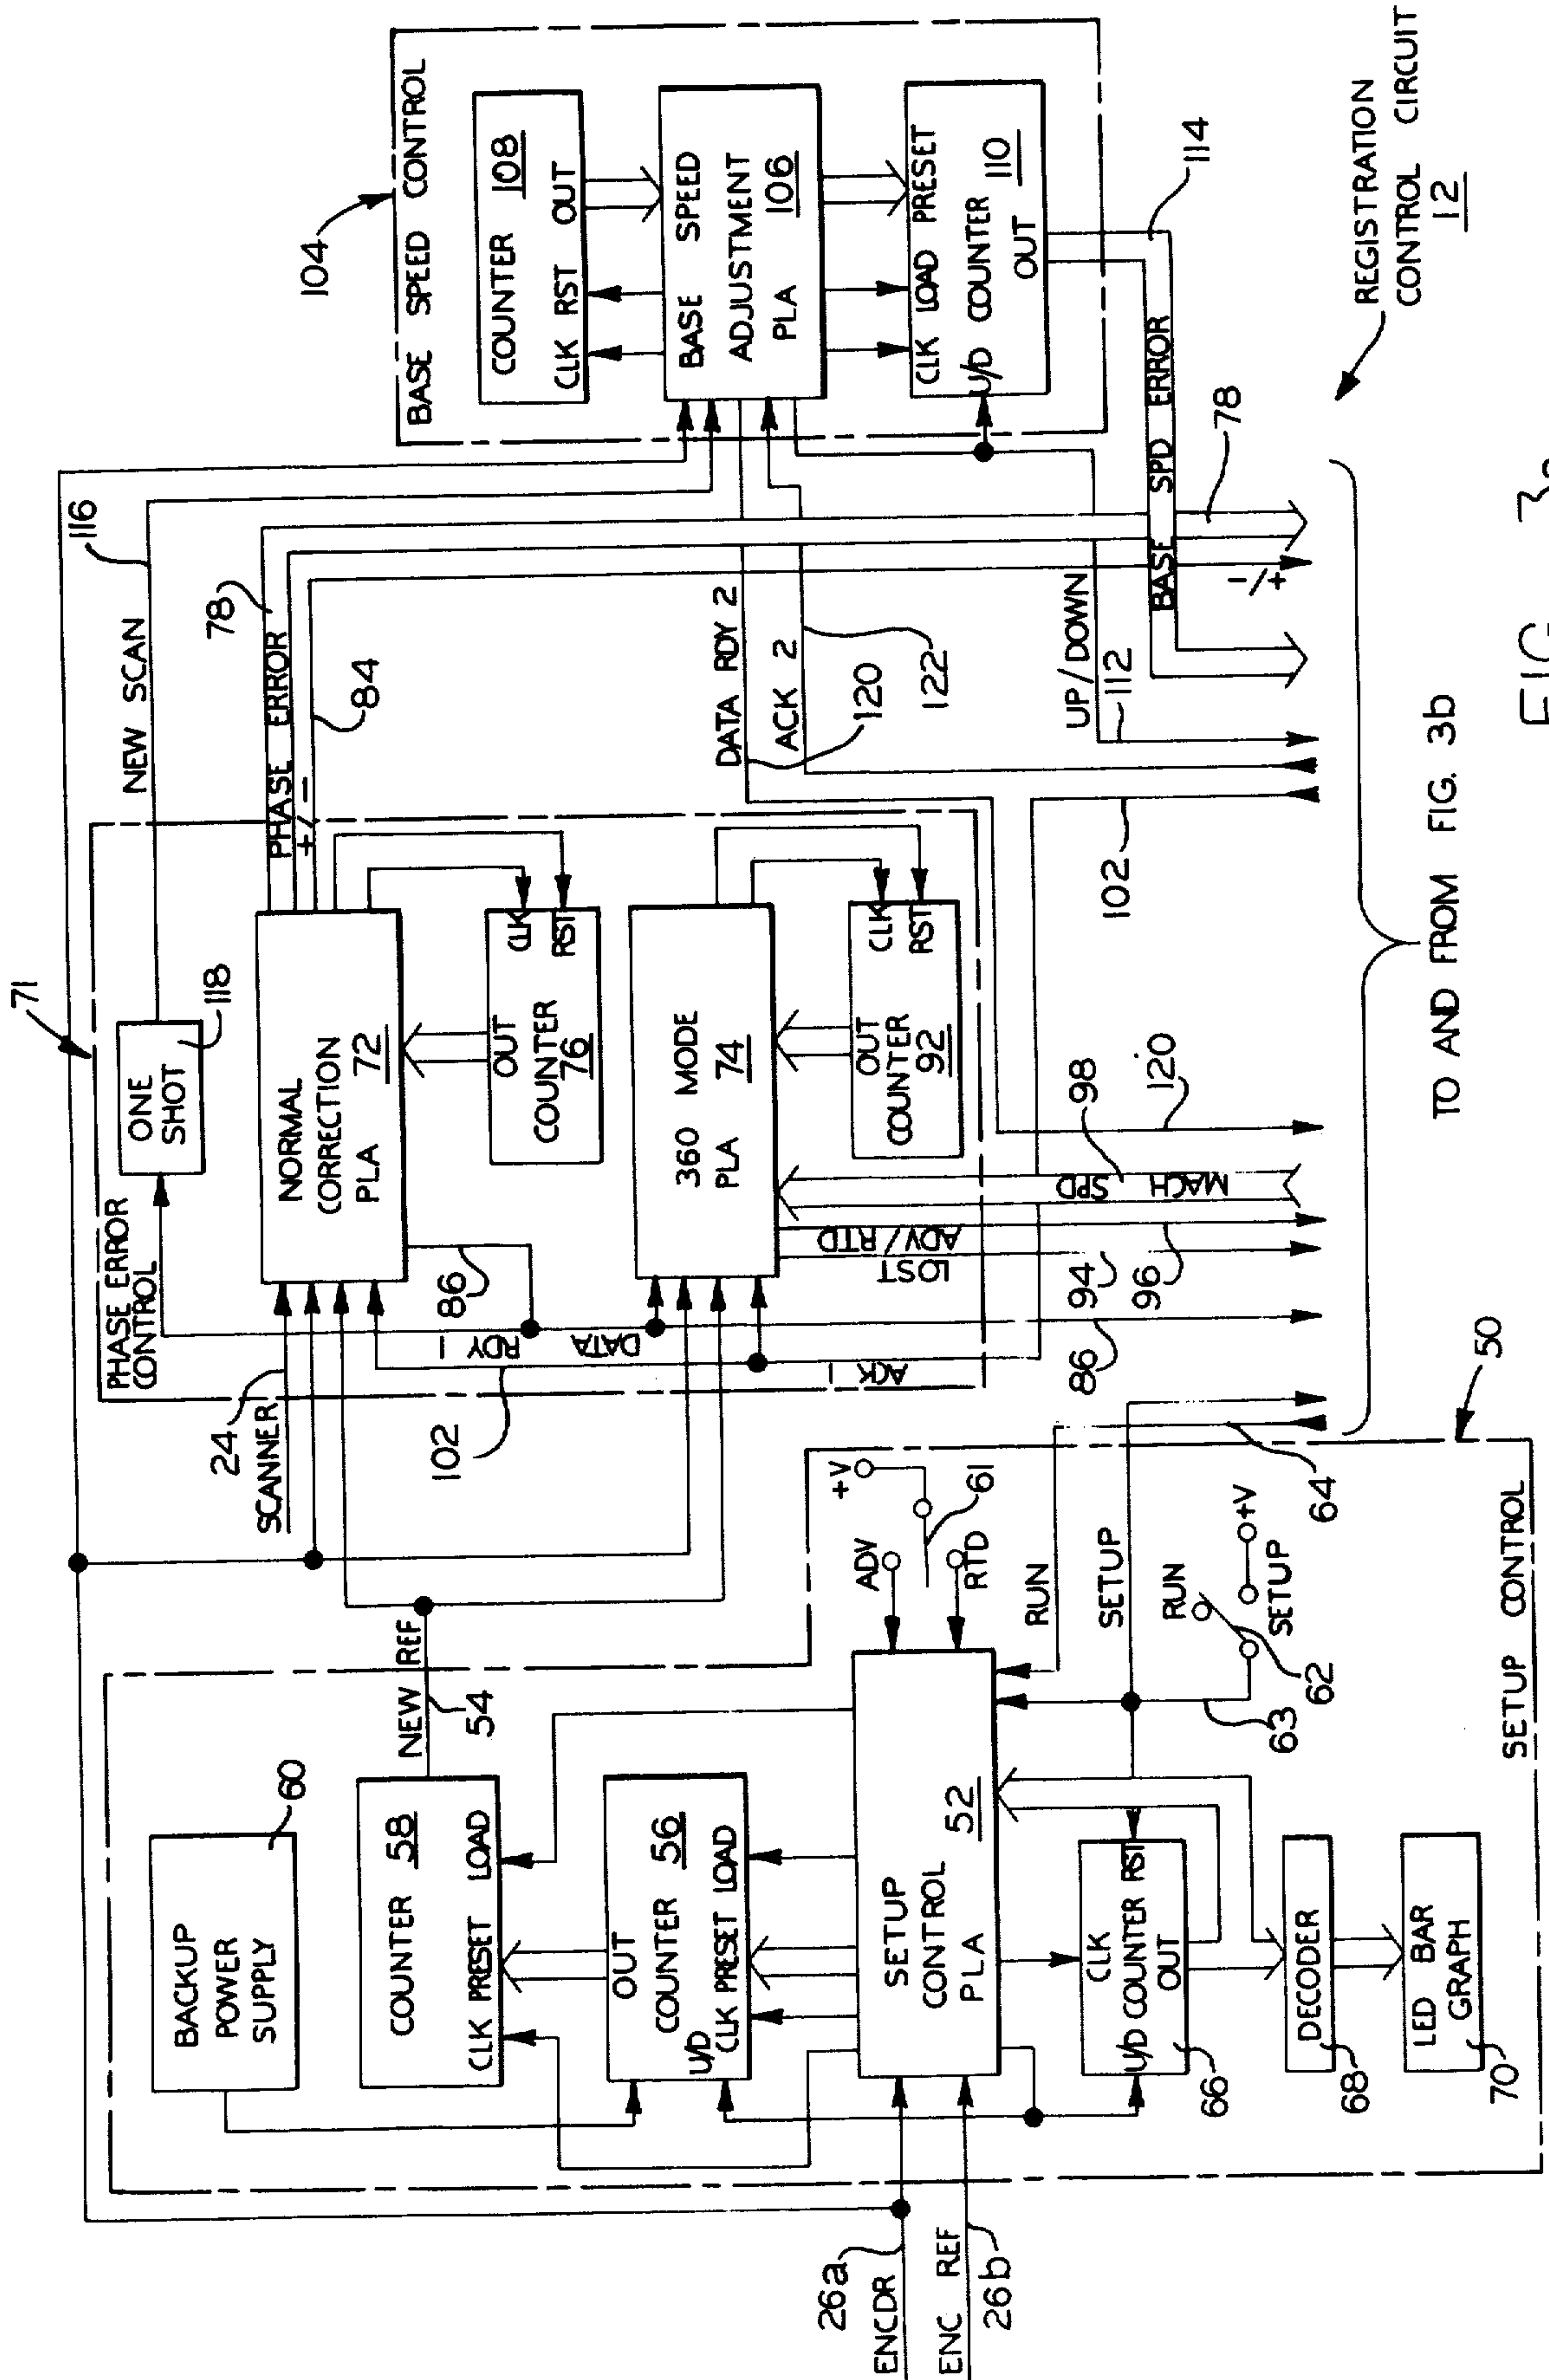 BACKUP
POWER
SUPPLY
60
COUNTER 58
CLK PRESET LOAD
NEW REF
54
OUT
COUNTER 56
U/D
CLK PRESET LOAD
SETUP
CONTROL
PLA 52
ADV
RTD
+V
61
RUN
SETUP
RUN
SETUP
+V
62
63
64
CLK
U/D COUNTER RST
OUT
66
DECODER
68
LED BAR
GRAPH
70
SETUP CONTROL
50
26a
ENCDR
ENC REF
26b
71
PHASE ERROR
CONTROL
ONE
SHOT
118
24
SCANNER
NORMAL
CORRECTION
PLA 72
86
102
DATA RDY 1
ACK 1
OUT
COUNTER
76
CLK
RST
360 MODE
PLA 74
OUT
COUNTER
92
CLK
RST
LOST
ADV/RTD
MACH SPD
86
94
96
98
120
102
NEW SCAN
116
PHASE ERROR
78
+/-
84
DATA RDY 2
120
ACK 2
122
UP/DOWN
112
-/+
78
BASE SPD ERROR
114
104
BASE SPEED CONTROL
COUNTER 108
CLK RST OUT
BASE SPEED
ADJUSTMENT
PLA 106
CLK LOAD PRESET
U/D COUNTER 110
OUT
TO AND FROM FIG. 3b
REGISTRATION
CONTROL CIRCUIT
12